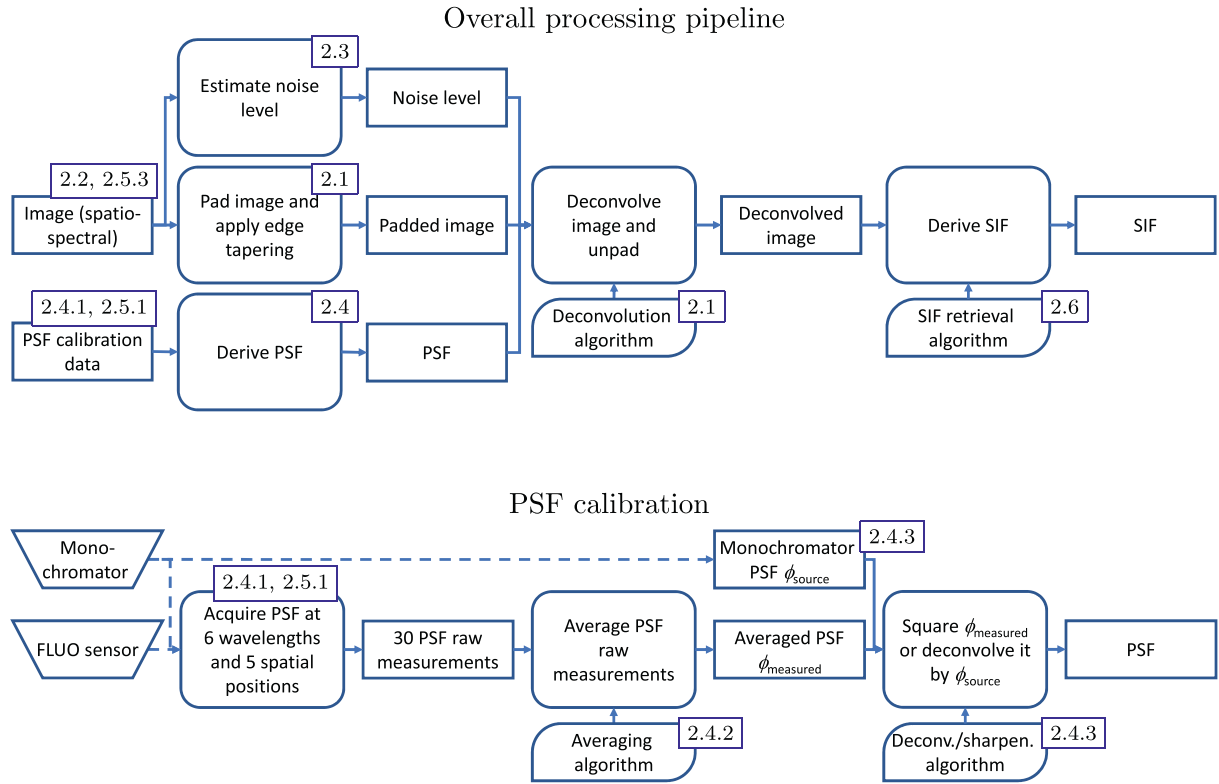 Overall processing pipeline
2.3
Estimate noise
level
Noise level
2.2, 2.5.3
Image (spatio-
spectral)
2.1
Pad image and
apply edge
tapering
Padded image
Deconvolve
image and
unpad
Deconvolved
image
Derive SIF
SIF
2.4.1, 2.5.1
PSF calibration
data
2.4
Derive PSF
PSF
2.1
Deconvolution
algorithm
2.6
SIF retrieval
algorithm
PSF calibration
Mono-
chromator
2.4.3
Monochromator
PSF ϕsource
FLUO sensor
2.4.1, 2.5.1
Acquire PSF at
6 wavelengths
and 5 spatial
positions
30 PSF raw
measurements
Average PSF
raw
measurements
Averaged PSF
ϕmeasured
Square ϕmeasured
or deconvolve it
by ϕsource
PSF
2.4.2
Averaging
algorithm
2.4.3
Deconv./sharpen.
algorithm